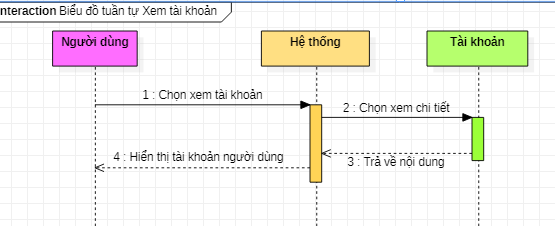 nteraction Biểu đồ tuần tự Xem tài khoản
Người dùng
Hệ thống
Tài khoản
1 : Chọn xem tài khoản
2 : Chọn xem chi tiết
3 : Trả về nội dung
4 : Hiển thị tài khoản người dùng